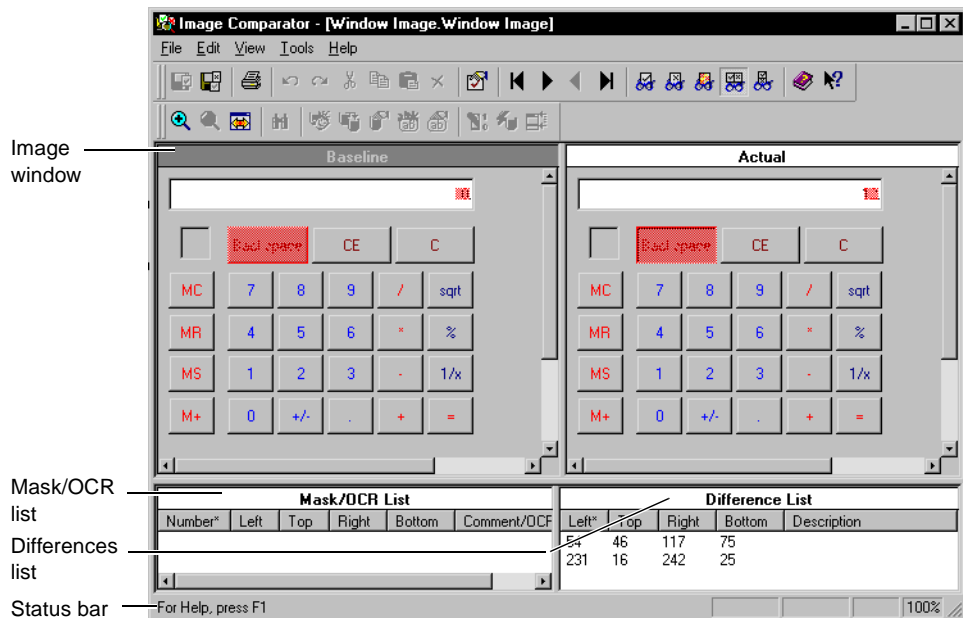 Image Comparator - [Window Image.Window Image]
File Edit View Tools Help
Image window
Baseline
0.
Backspace CE C
MC 7 8 9 / sqrt
MR 4 5 6 * %
MS 1 2 3 - 1/x
M+ 0 +/- . + =
Actual
Backspace CE C
MC 7 8 9 / sqrt
MR 4 5 6 * %
MS 1 2 3 - 1/x
M+ 0 +/- . + =
Mask/OCR list
Mask/OCR List
Number* Left Top Right Bottom Comment/OCR
Differences list
Difference List
Left* Top Right Bottom Description
54 46 117 75
231 16 242 25
Status bar
For Help, press F1
100%